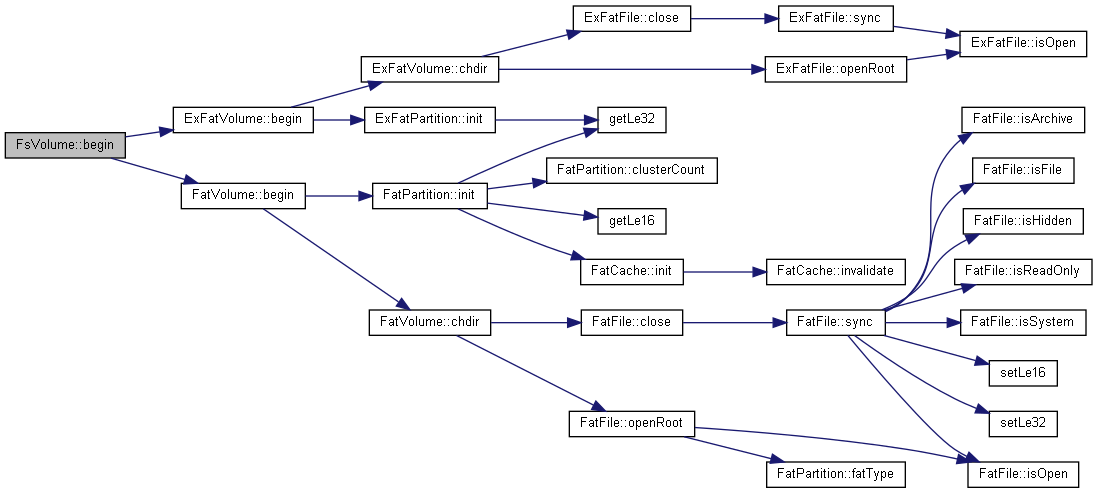 FsVolume::begin
ExFatVolume::begin
FatVolume::begin
ExFatVolume::chdir
ExFatPartition::init
FatPartition::init
FatVolume::chdir
ExFatFile::close
ExFatFile::sync
ExFatFile::isOpen
ExFatFile::openRoot
getLe32
FatPartition::clusterCount
getLe16
FatCache::init
FatCache::invalidate
FatFile::close
FatFile::sync
FatFile::openRoot
FatPartition::fatType
FatFile::isArchive
FatFile::isFile
FatFile::isHidden
FatFile::isReadOnly
FatFile::isSystem
setLe16
setLe32
FatFile::isOpen